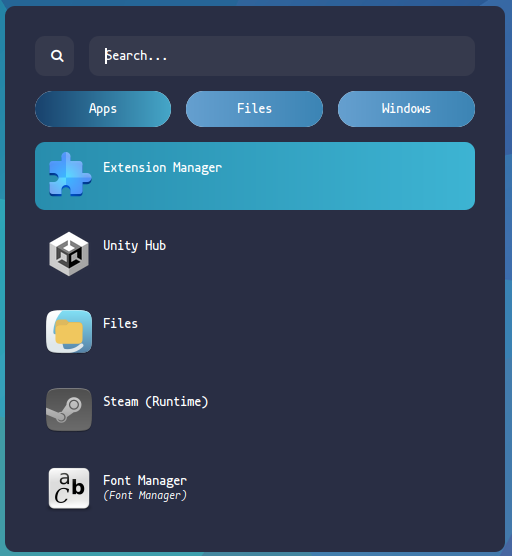 Search...
Apps
Files
Windows
Extension Manager
Unity Hub
Files
Steam (Runtime)
a
b
C
Font Manager
(Font Manager)